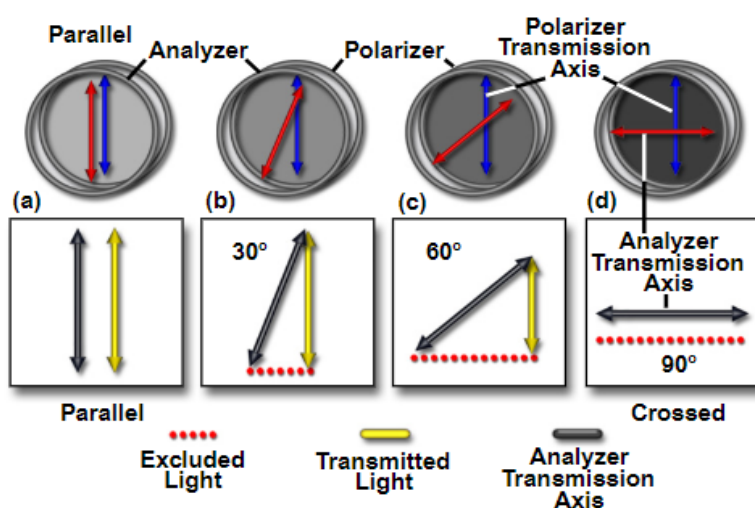 Parallel
Analyzer
Polarizer
Polarizer
Transmission
Axis
(a)
(b)
(c)
(d)
30º
60º
Analyzer
Transmission
Axis
90º
Parallel
Crossed
Excluded
Light
Transmitted
Light
Analyzer
Transmission
Axis